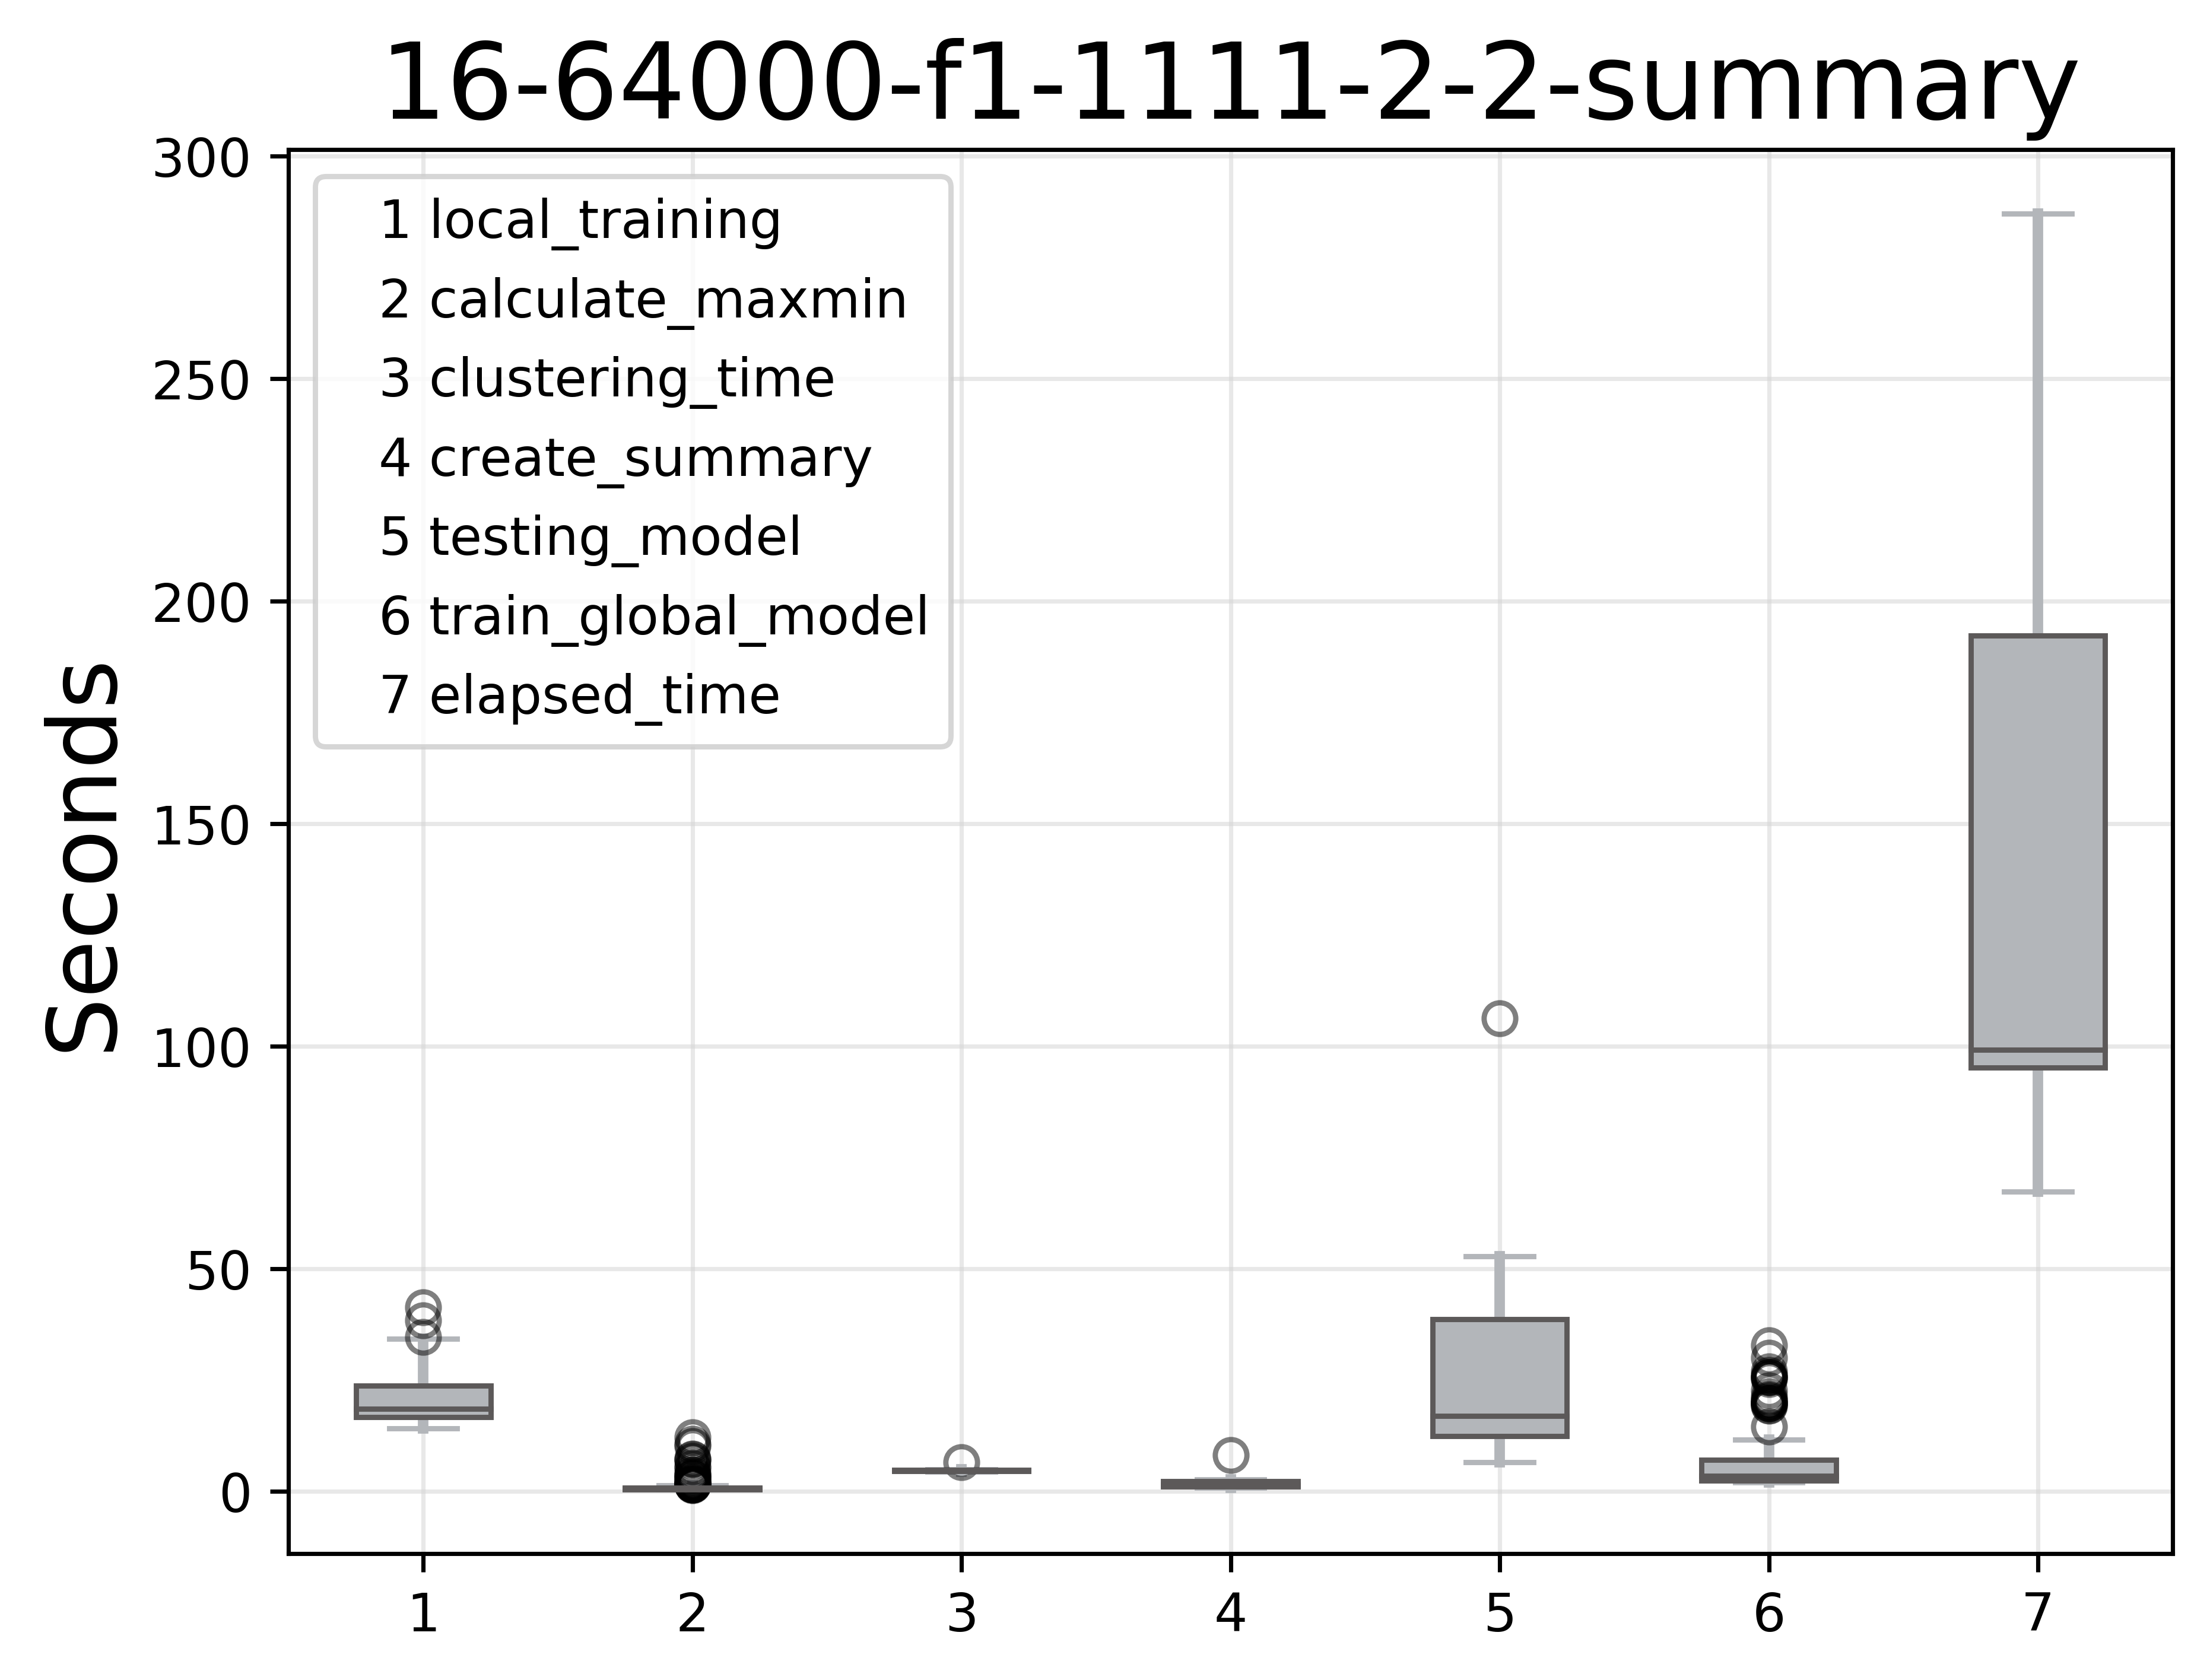 16-64000-f1-1111-2-2-summary
300
250
200
150
100
50
0
Seconds
1 local_training
2 calculate_maxmin
3 clustering_time
4 create_summary
5 testing_model
6 train_global_model
7 elapsed_time
1 2 3 4 5 6 7